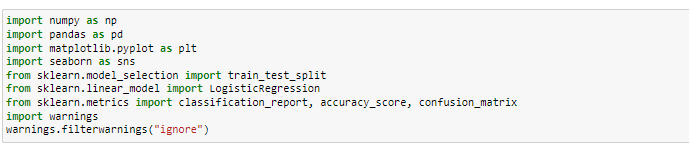 import numpy as np
import pandas as pd
import matplotlib.pyplot as plt
import seaborn as sns
from sklearn.model_selection import train_test_split
from sklearn.linear_model import LogisticRegression
from sklearn.metrics import classification_report, accuracy_score, confusion_matrix
import warnings
warnings.filterwarnings("ignore")